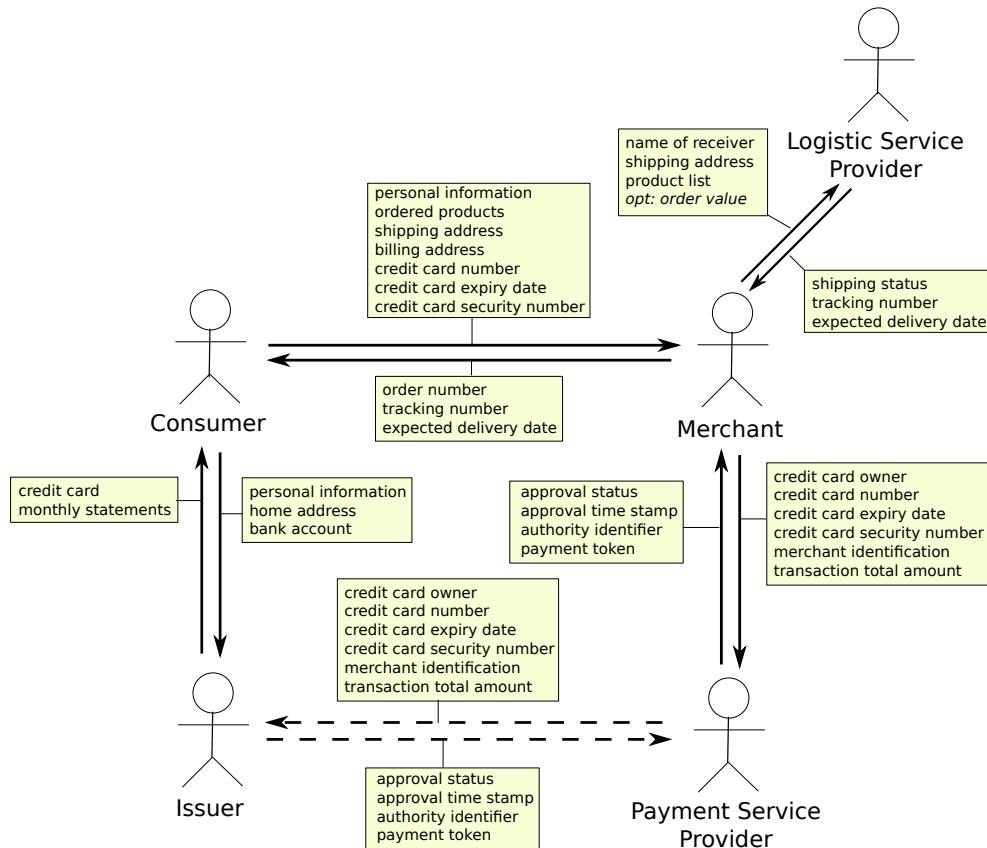 Logistic Service
Provider
name of receiver
shipping address
product list
opt: order value
personal information
ordered products
shipping address
billing address
credit card number
credit card expiry date
credit card security number
shipping status
tracking number
expected delivery date
order number
tracking number
expected delivery date
Consumer
Merchant
credit card
monthly statements
personal information
home address
bank account
approval status
approval time stamp
authority identifier
payment token
credit card owner
credit card number
credit card expiry date
credit card security number
merchant identification
transaction total amount
credit card owner
credit card number
credit card expiry date
credit card security number
merchant identification
transaction total amount
approval status
approval time stamp
authority identifier
payment token
Issuer
Payment Service
Provider